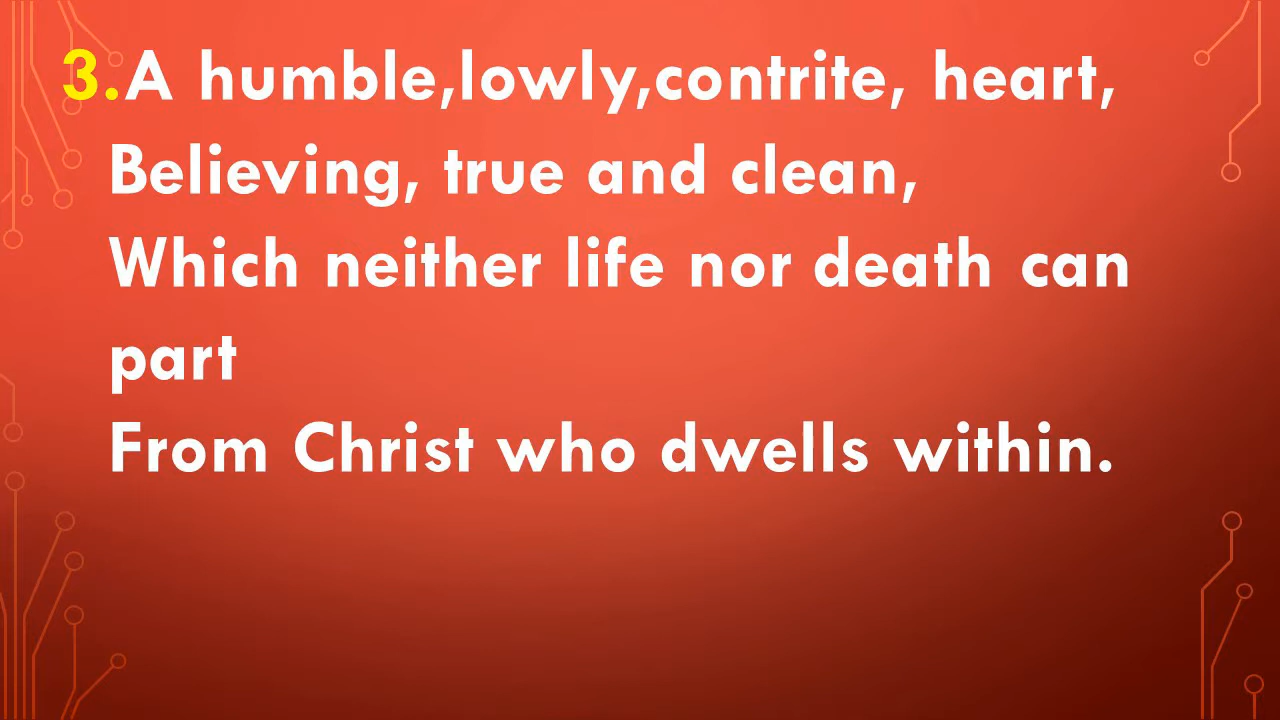 3.A humble,lowly,contrite, heart,
Believing, true and clean,
Which neither life nor death can
part
From Christ who dwells within.